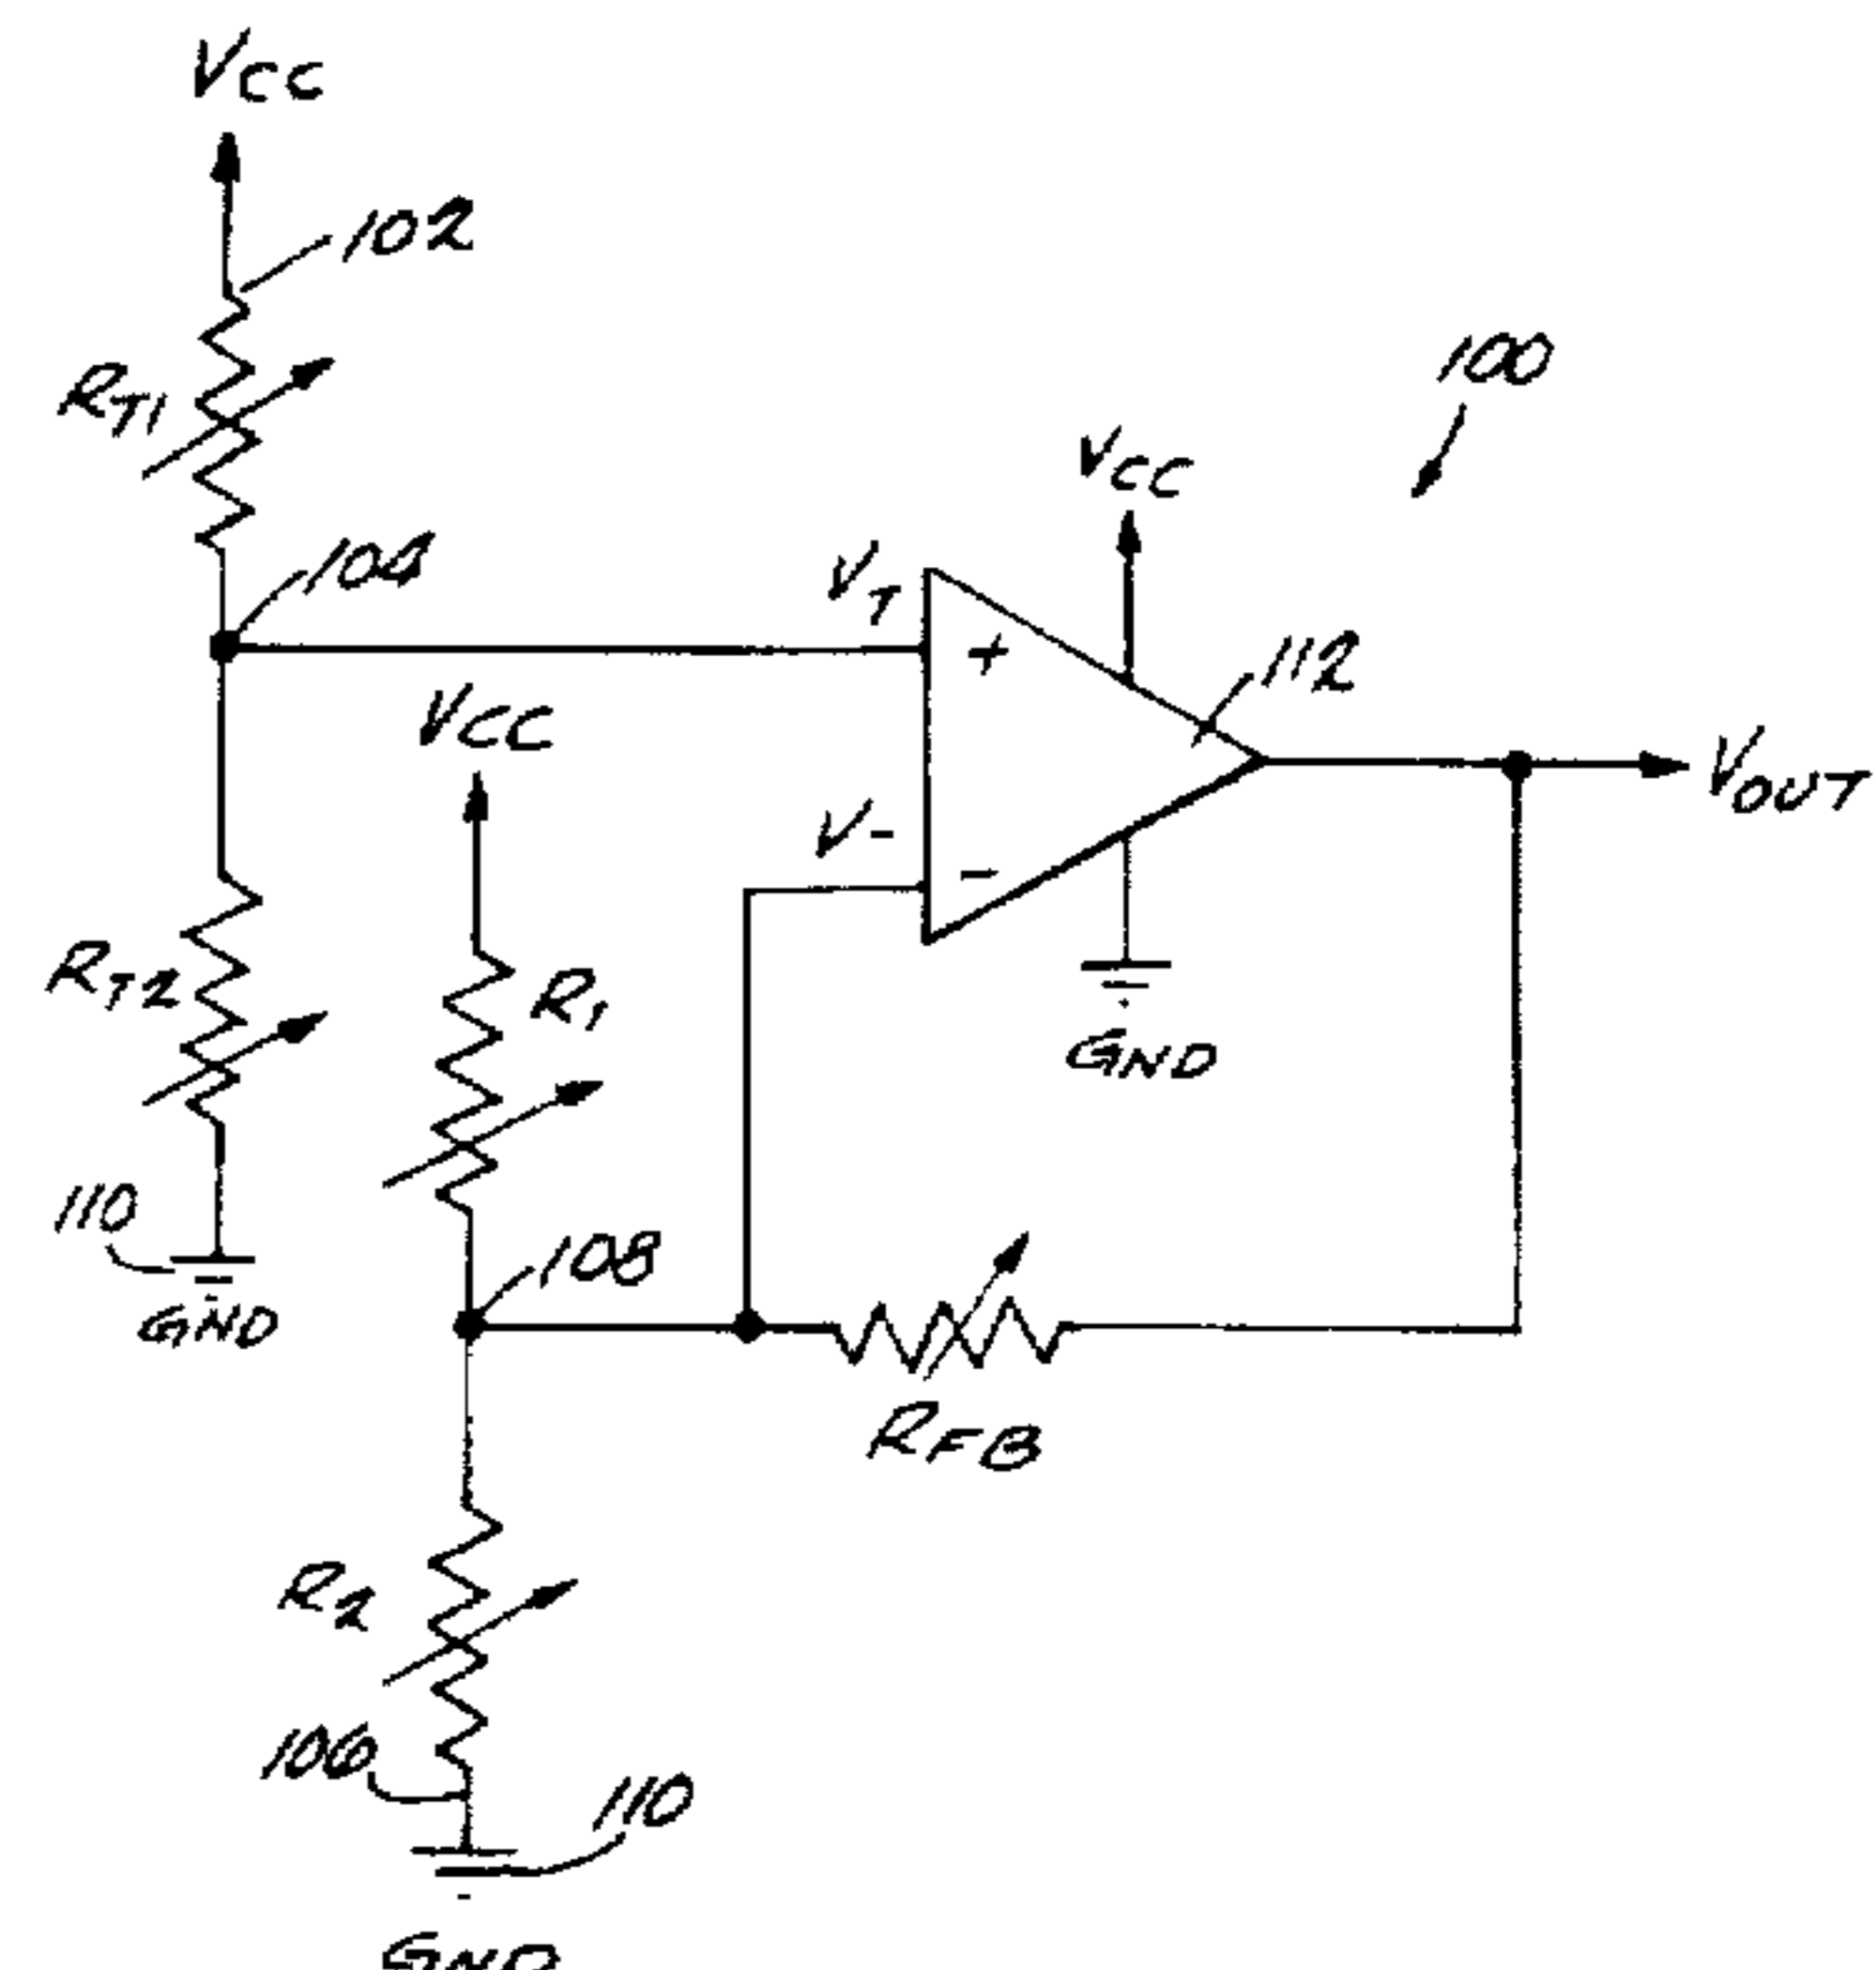 VCC
102
RT1
100
VCC
104
VT
+
112
VCC
VOUT
V-
-
RT2
R1
GND
110
108
GND
RFB
R2
106
110
GND